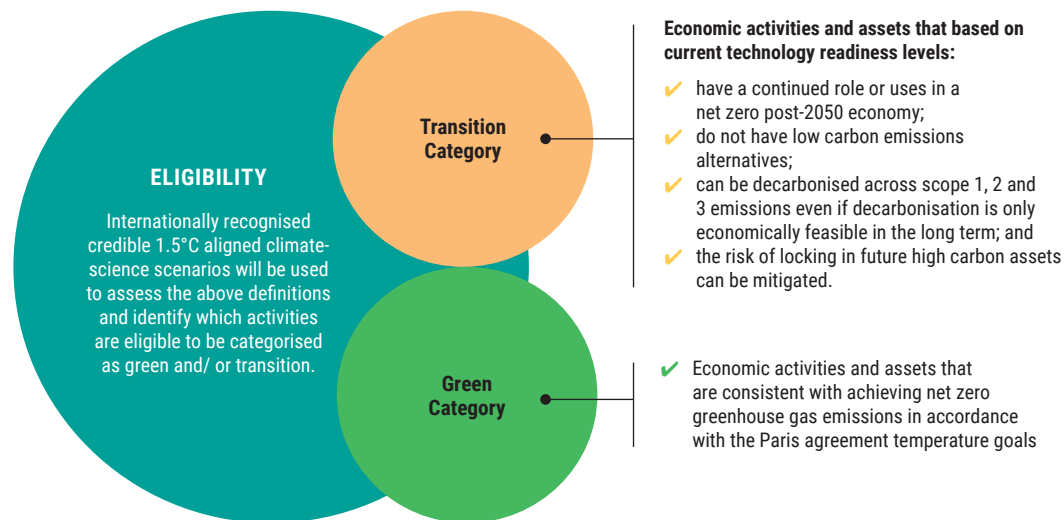 ELIGIBILITY
Internationally recognised
credible 1.5°C aligned climate-
science scenarios will be used
to assess the above definitions
and identify which activities
are eligible to be categorised
as green and/ or transition.
Transition
Category
Economic activities and assets that based on
current technology readiness levels:
✔ have a continued role or uses in a
net zero post-2050 economy;
✔ do not have low carbon emissions
alternatives;
✔ can be decarbonised across scope 1, 2 and
3 emissions even if decarbonisation is only
economically feasible in the long term; and
✔ the risk of locking in future high carbon assets
can be mitigated.
Green
Category
✔ Economic activities and assets that
are consistent with achieving net zero
greenhouse gas emissions in accordance
with the Paris agreement temperature goals